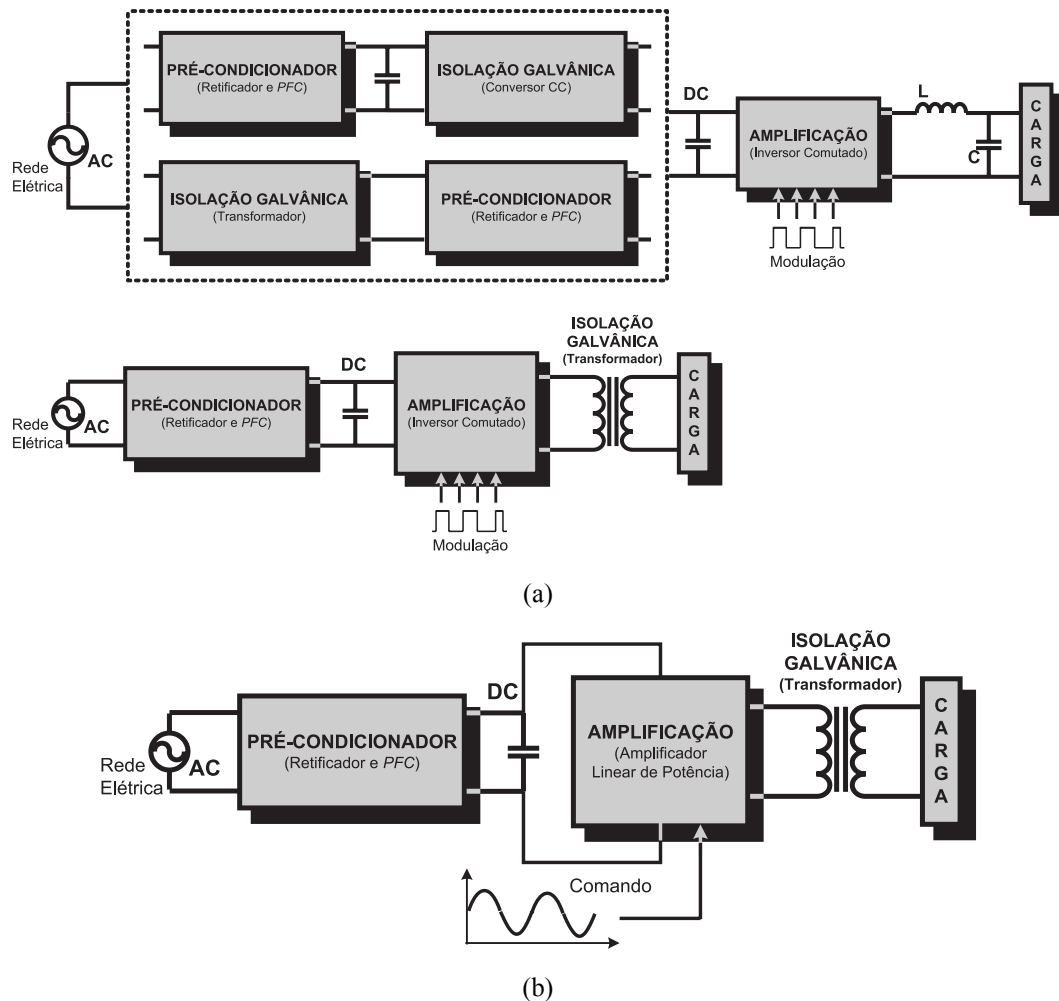 PRÉ-CONDICIONADOR
(Retificador e PFC)
ISOLAÇÃO GALVÂNICA
(Conversor CC)
Rede
Elétrica
AC
ISOLAÇÃO GALVÂNICA
(Transformador)
PRÉ-CONDICIONADOR
(Retificador e PFC)
DC
AMPLIFICAÇÃO
(Inversor Comutado)
Modulação
L
C
CARGA
Rede
Elétrica
AC
PRÉ-CONDICIONADOR
(Retificador e PFC)
DC
AMPLIFICAÇÃO
(Inversor Comutado)
Modulação
ISOLAÇÃO
GALVÂNICA
(Transformador)
CARGA
(a)
Rede
Elétrica
AC
PRÉ-CONDICIONADOR
(Retificador e PFC)
DC
AMPLIFICAÇÃO
(Amplificador
Linear de Potência)
Comando
ISOLAÇÃO
GALVÂNICA
(Transformador)
CARGA
(b)